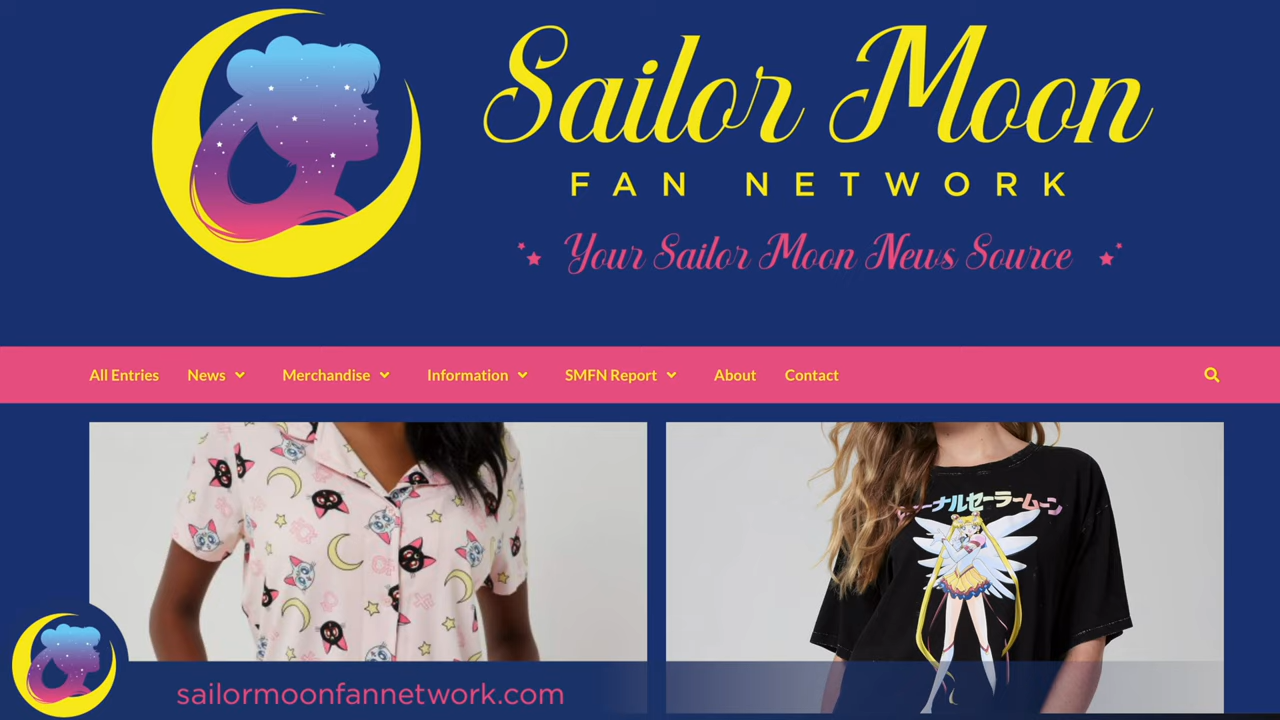 Sailor Moon
FAN NETWORK
Your Sailor Moon News Source
All Entries News Merchandise Information SMFN Report About Contact
ーナルセーラームーン
sailormoonfannetwork.com